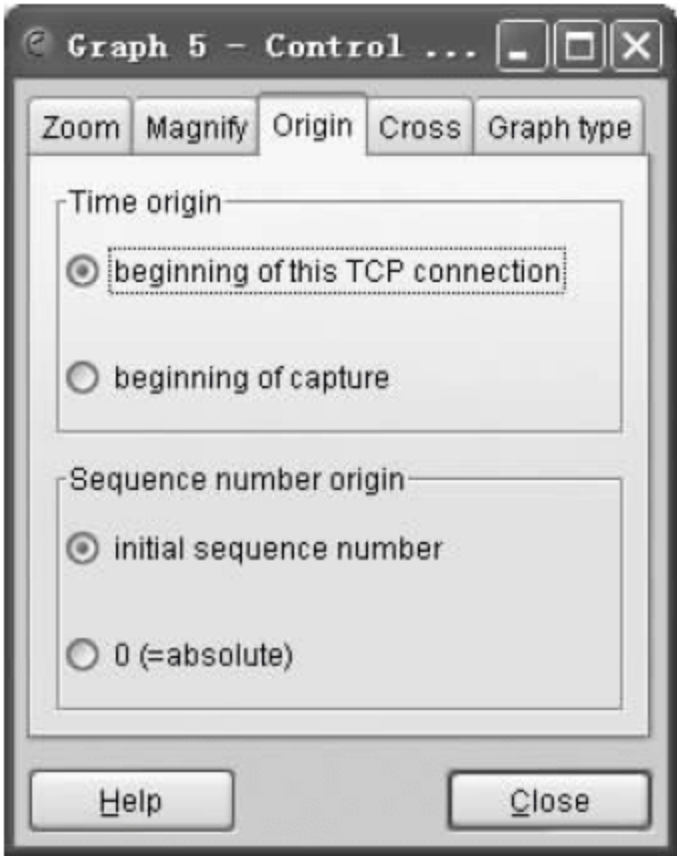 Graph 5 - Control ...
Zoom Magnify Origin Cross Graph type
Time origin
beginning of this TCP connection
beginning of capture
Sequence number origin
initial sequence number
0 (=absolute)
Help Close